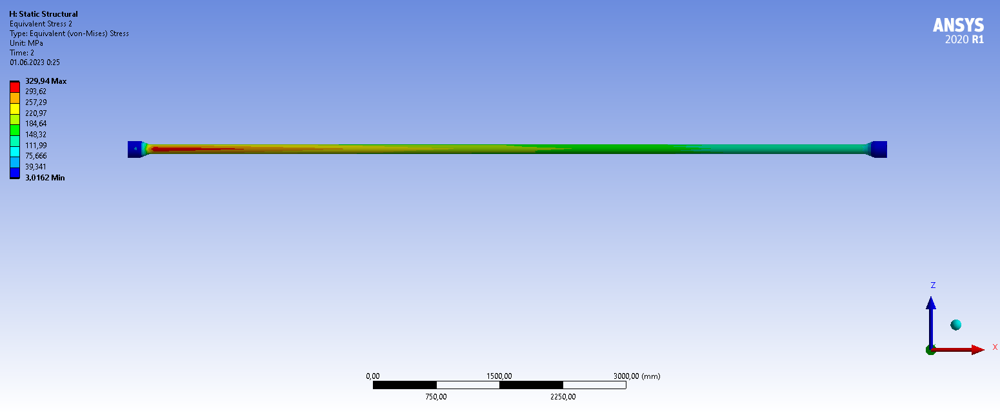 H: Static Structural
Equivalent Stress 2
Type: Equivalent (von-Mises) Stress
Unit: MPa
Time: 2
01.06.2023 0:25
329,94 Max
293,62
257,29
220,97
184,64
148,32
111,99
75,666
39,341
3,0162 Min
ANSYS
2020 R1
Z
X
0,00 1500,00 3000,00 (mm)
750,00 2250,00